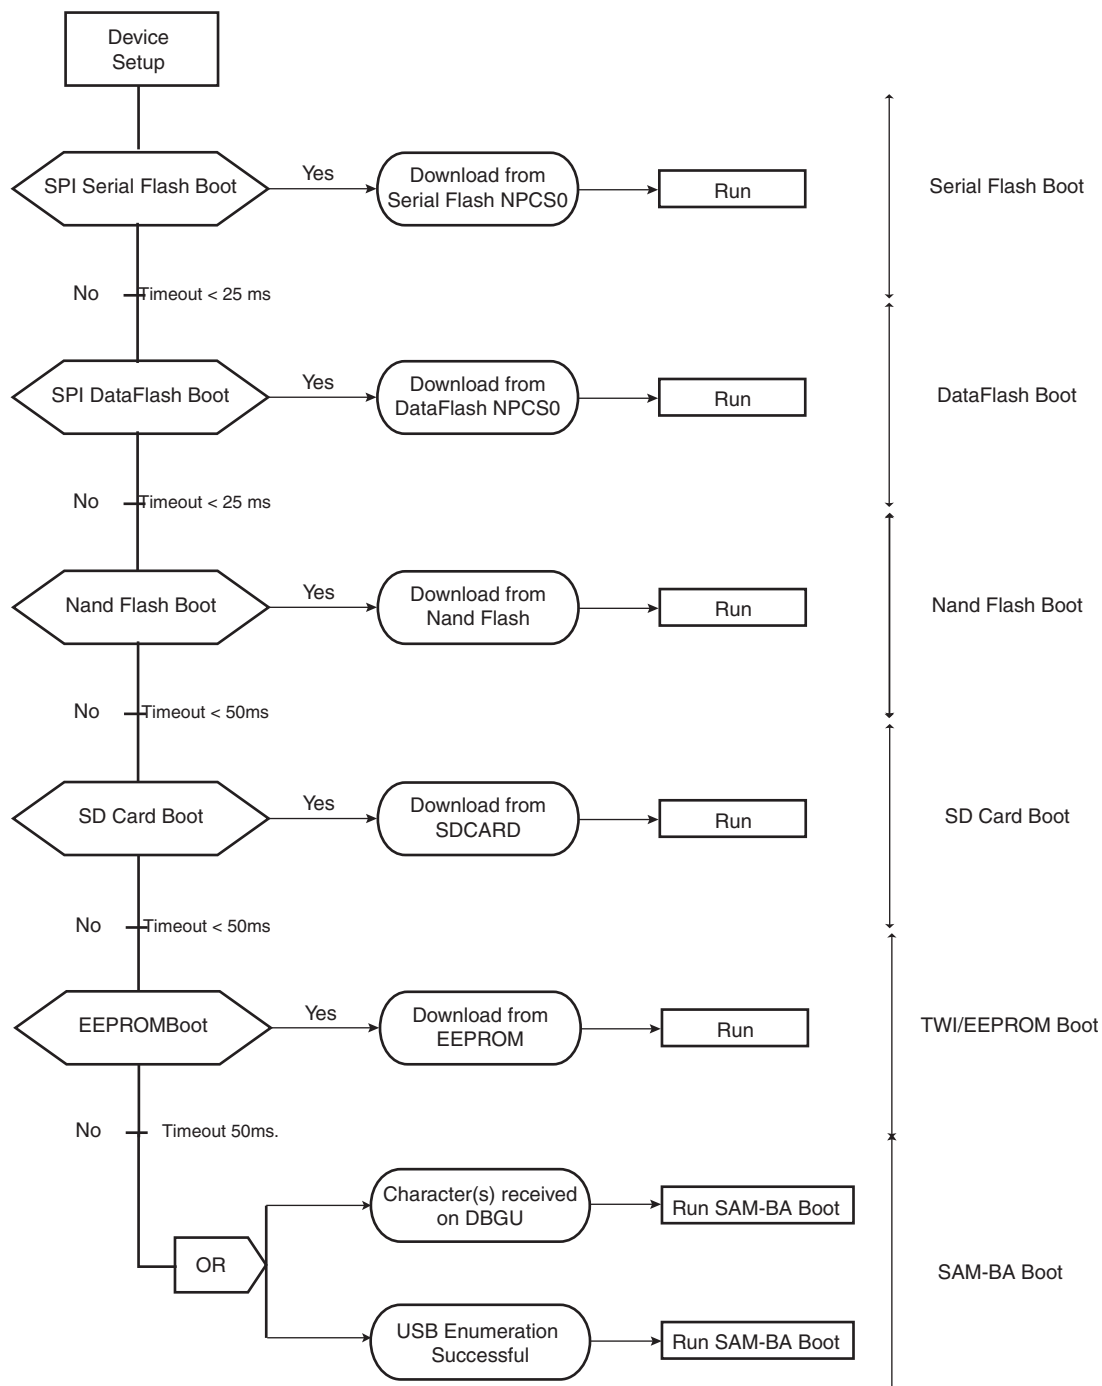 Device
Setup
SPI Serial Flash Boot
Yes
Download from
Serial Flash NPCS0
Run
Serial Flash Boot
No
Timeout < 25 ms
SPI DataFlash Boot
Yes
Download from
DataFlash NPCS0
Run
DataFlash Boot
No
Timeout < 25 ms
Nand Flash Boot
Yes
Download from
Nand Flash
Run
Nand Flash Boot
No
Timeout < 50ms
SD Card Boot
Yes
Download from
SDCARD
Run
SD Card Boot
No
Timeout < 50ms
EEPROMBoot
Yes
Download from
EEPROM
Run
TWI/EEPROM Boot
No
Timeout 50ms.
Character(s) received
on DBGU
Run SAM-BA Boot
OR
SAM-BA Boot
USB Enumeration
Successful
Run SAM-BA Boot